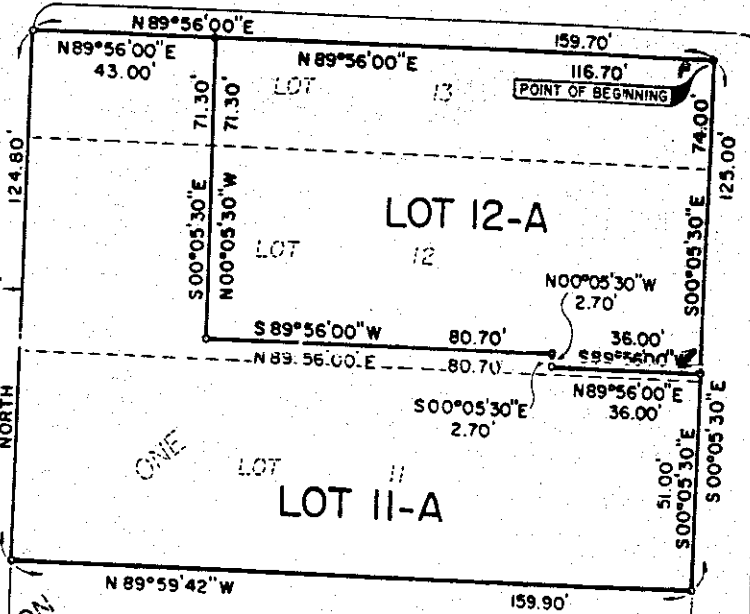 N 89°56'00"E
159.70'
N89°56'00"E
43.00'
N 89°56'00"E
116.70'
POINT OF BEGINNING
LOT 13
71.30'
71.30'
74.00'
125.00'
124.80'
LOT 12-A
S 00°05'30"E
N00°05'30"W
S00°05'30"E
LOT 12
N00°05'30"W
2.70'
S 89°56'00"W 80.70'
36.00'
N 89°56'00"E 80.70'
N89°56'00"E
36.00'
S00°05'30"E
2.70'
NORTH
ONE
LOT 11
LOT 11-A
51.00'
S00°05'30"E
S 00°05'30"E
N 89°59'42"W
159.90'